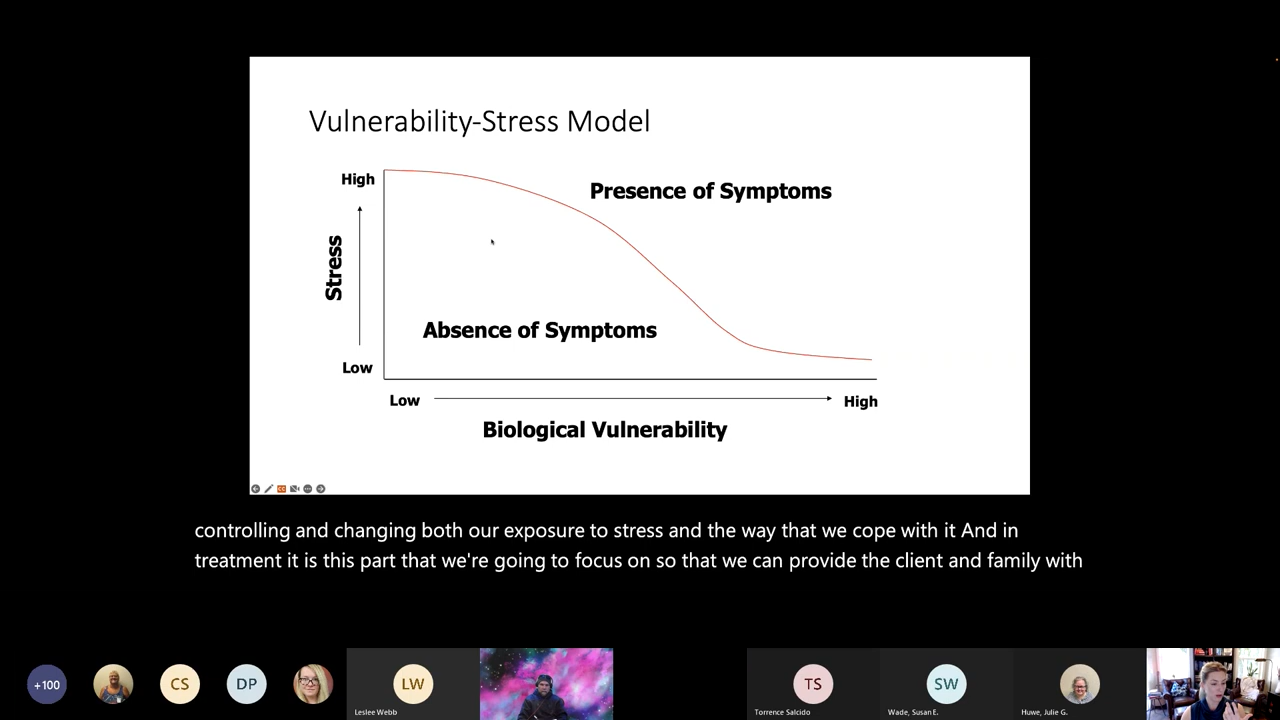 Vulnerability-Stress Model
High
Presence of Symptoms
Stress
Absence of Symptoms
Low
Low
High
Biological Vulnerability
CC
controlling and changing both our exposure to stress and the way that we cope with it And in
treatment it is this part that we're going to focus on so that we can provide the client and family with
+100
CS
DP
LW
TS
SW
Leslee Webb
Torrence Salcido
Wade, Susan E.
Huwe, Julie G.